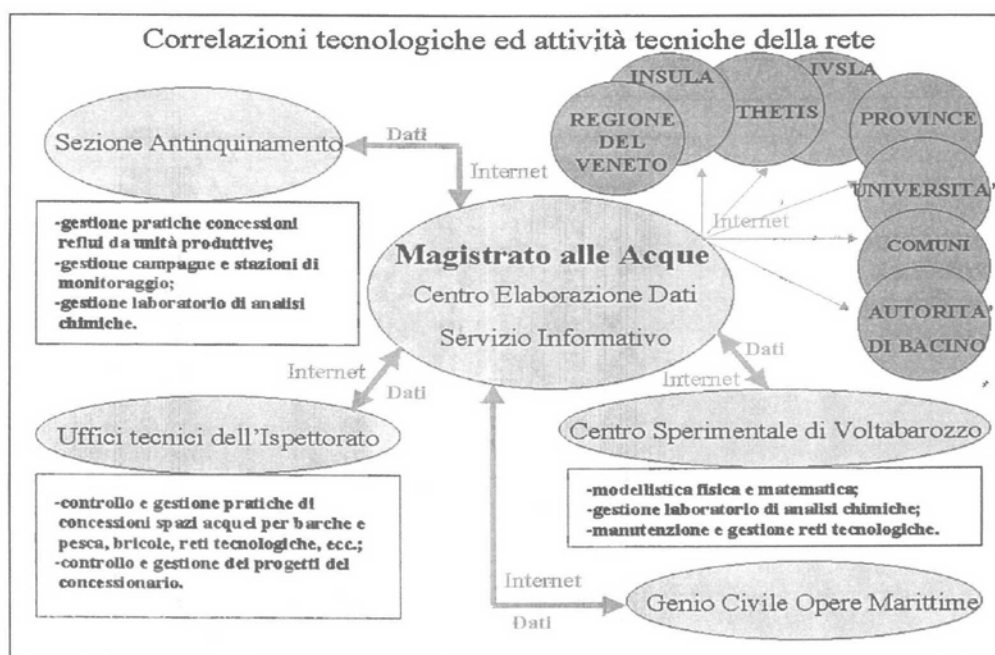 Correlazioni tecnologiche ed attività tecniche della rete
Sezione Antinquinamento
Dati
Internet
-gestione pratiche concessioni
reflui da unità produttive;
-gestione campagne e stazioni di
monitoraggio;
-gestione laboratorio di analisi
chimiche.
REGIONE
DEL
VENETO
INSULA
THETIS
IVSLA
PROVINCE
UNIVERSITA'
COMUNI
AUTORITA'
DI BACINO
Internet
Magistrato alle Acque
Centro Elaborazione Dati
Servizio Informativo
Internet
Dati
Dati
Internet
Uffici tecnici dell'Ispettorato
-controllo e gestione pratiche di
concessioni spazi acquei per barche e
pesca, bricole, reti tecnologiche, ecc.;
-controllo e gestione dei progetti del
concessionario.
Centro Sperimentale di Voltabarozzo
-modellistica fisica e matematica;
-gestione laboratorio di analisi chimiche;
-manutenzione e gestione reti tecnologiche.
Internet
Dati
Genio Civile Opere Marittime